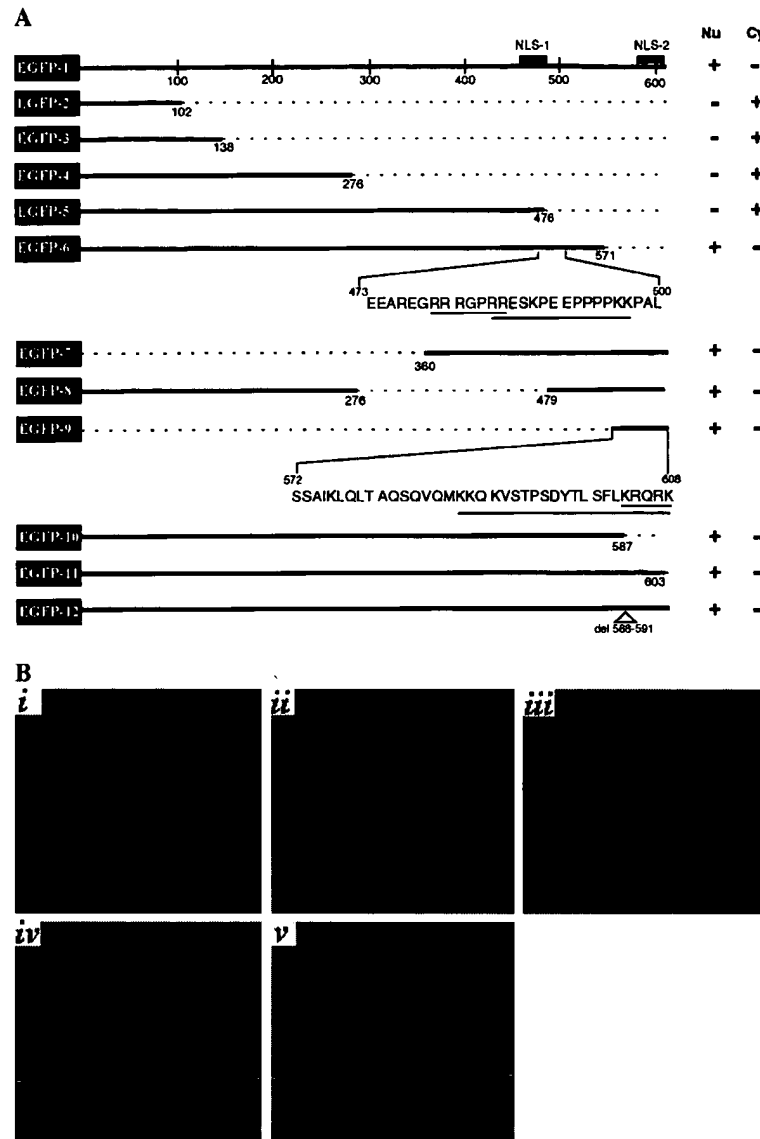 A
Nu Cy
NLS-1 NLS-2
EGFP-1 + -
100 200 300 400 500 600
EGFP-2 - +
102
EGFP-3 - +
138
EGFP-4 - +
276
EGFP-5 - +
476
EGFP-6 + -
571
473 500
EEAREGRR RGPRRESKPE EPPPPKKPAL
EGFP-7 + -
360
EGFP-8 + -
276 479
EGFP-9 + -
572 608
SSAIKLQLT AQSQVQMKKQ KVSTPSDYTL SFLKRQRK
EGFP-10 + -
587
EGFP-11 + -
603
EGFP-12 + -
del 568-591
B
i ii iii
iv v